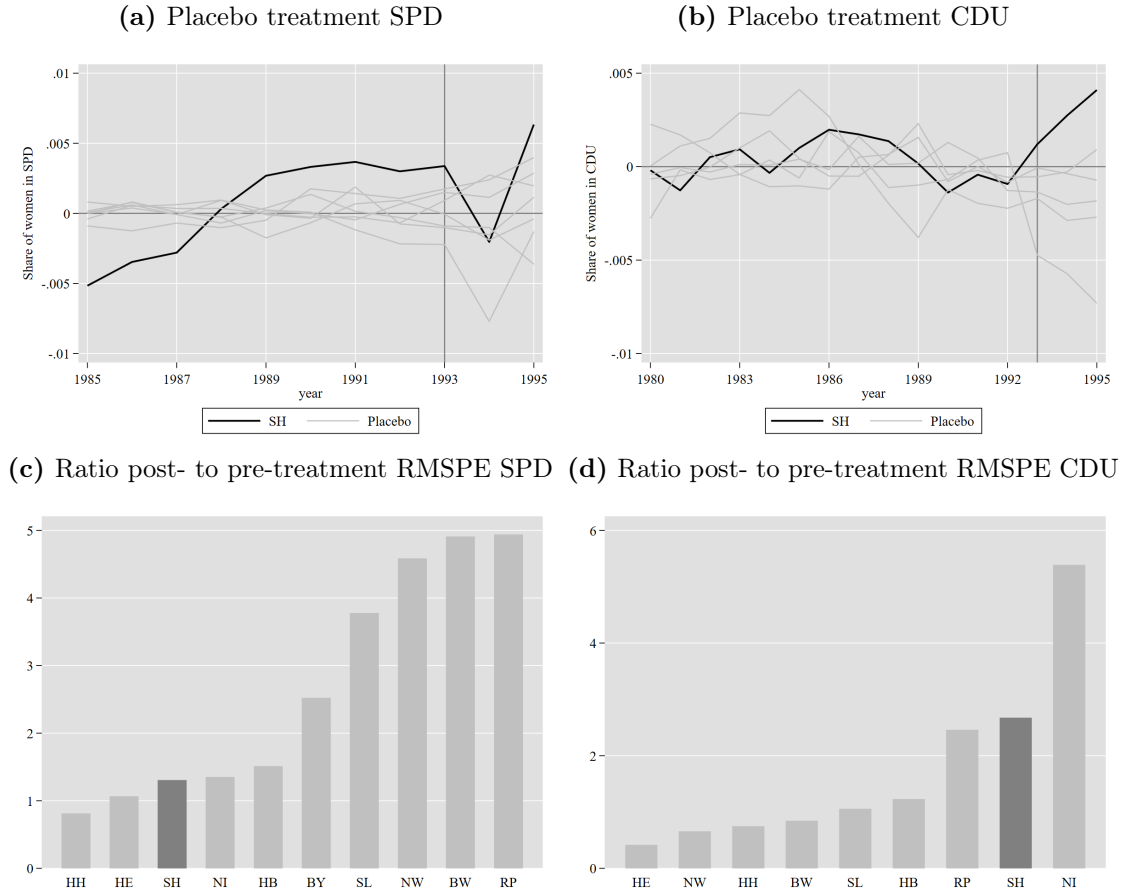 (a) Placebo treatment SPD
(b) Placebo treatment CDU
.01
.005
0
-.005
-.01
Share of women in SPD
1985 1987 1989 1991 1993 1995
year
SH Placebo
.005
0
-.005
-.01
Share of women in CDU
1980 1983 1986 1989 1992 1995
year
SH Placebo
(c) Ratio post- to pre-treatment RMSPE SPD
(d) Ratio post- to pre-treatment RMSPE CDU
5
4
3
2
1
0
HH HE SH NI HB BY SL NW BW RP
6
4
2
0
HE NW HH BW SL HB RP SH NI